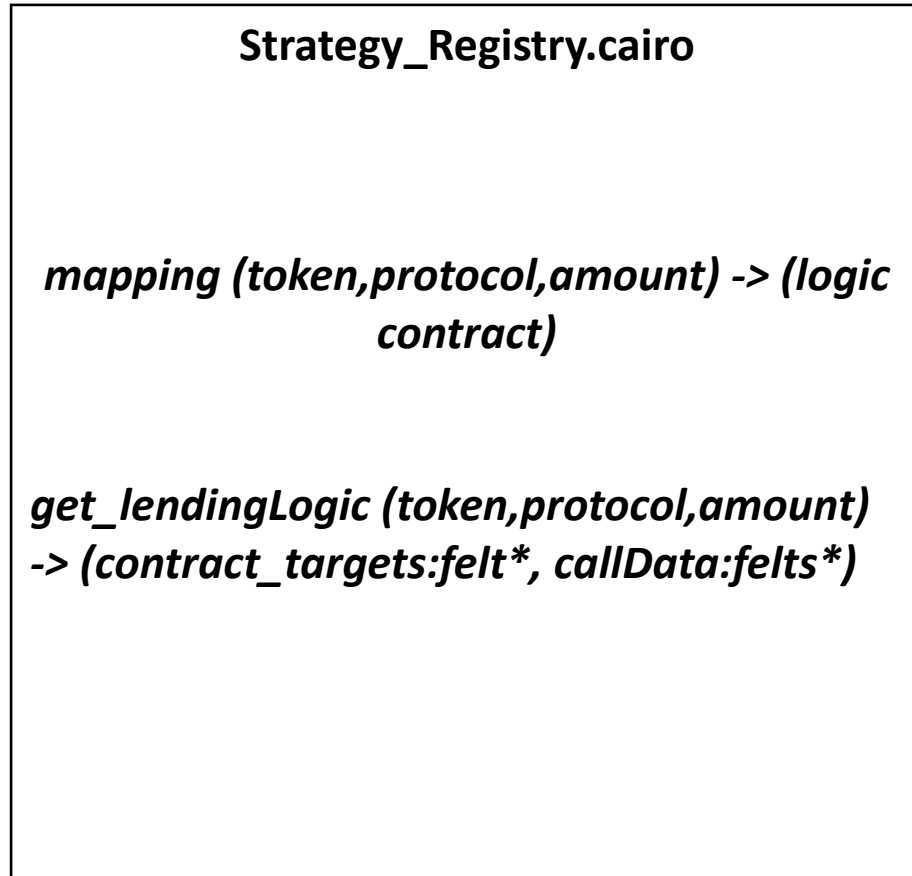 Strategy_Registry.cairo
mapping (token,protocol,amount) -> (logic
contract)
get_lendingLogic (token,protocol,amount)
-> (contract_targets:felt*, callData:felts*)